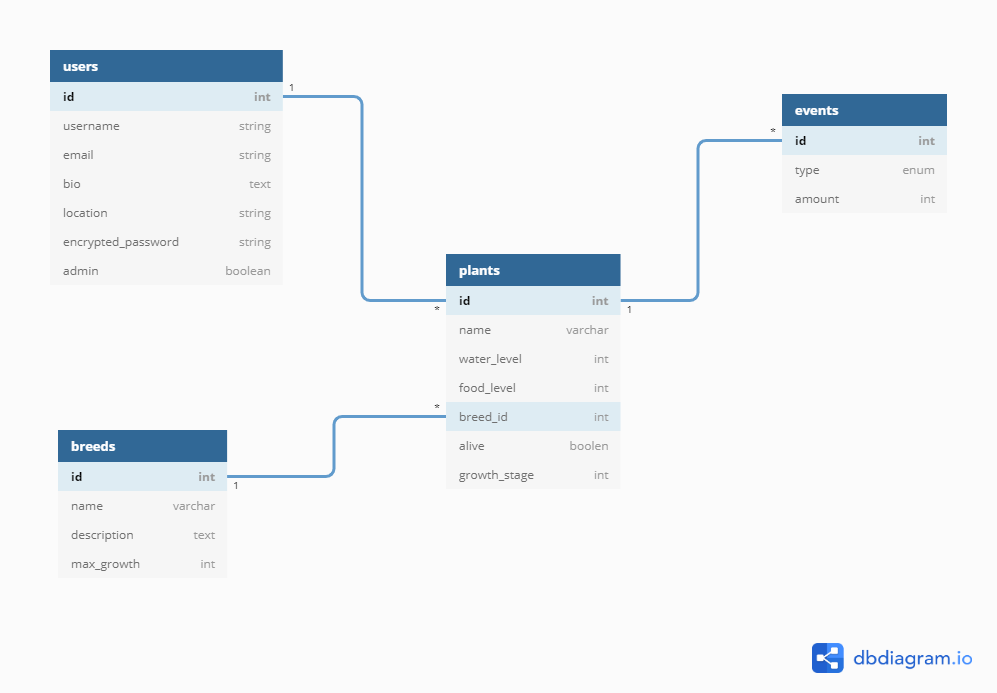 users
id int
username string
email string
bio text
location string
encrypted_password string
admin boolean
1
*
events
id int
type enum
amount int
plants
id int
name varchar
water_level int
food_level int
breed_id int
alive boolen
growth_stage int
*
1
*
breeds
id int
name varchar
description text
max_growth int
1
dbdiagram.io